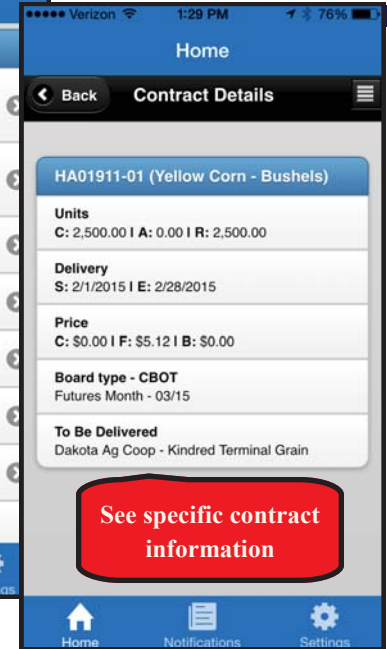 Verizon 1:29 PM 76%
Home
Back Contract Details
HA01911-01 (Yellow Corn - Bushels)
Units
C: 2,500.00 I A: 0.00 I R: 2,500.00
Delivery
S: 2/1/2015 I E: 2/28/2015
Price
C: $0.00 I F: $5.12 I B: $0.00
Board type - CBOT
Futures Month - 03/15
To Be Delivered
Dakota Ag Coop - Kindred Terminal Grain
See specific contract
information
Home Notifications Settings